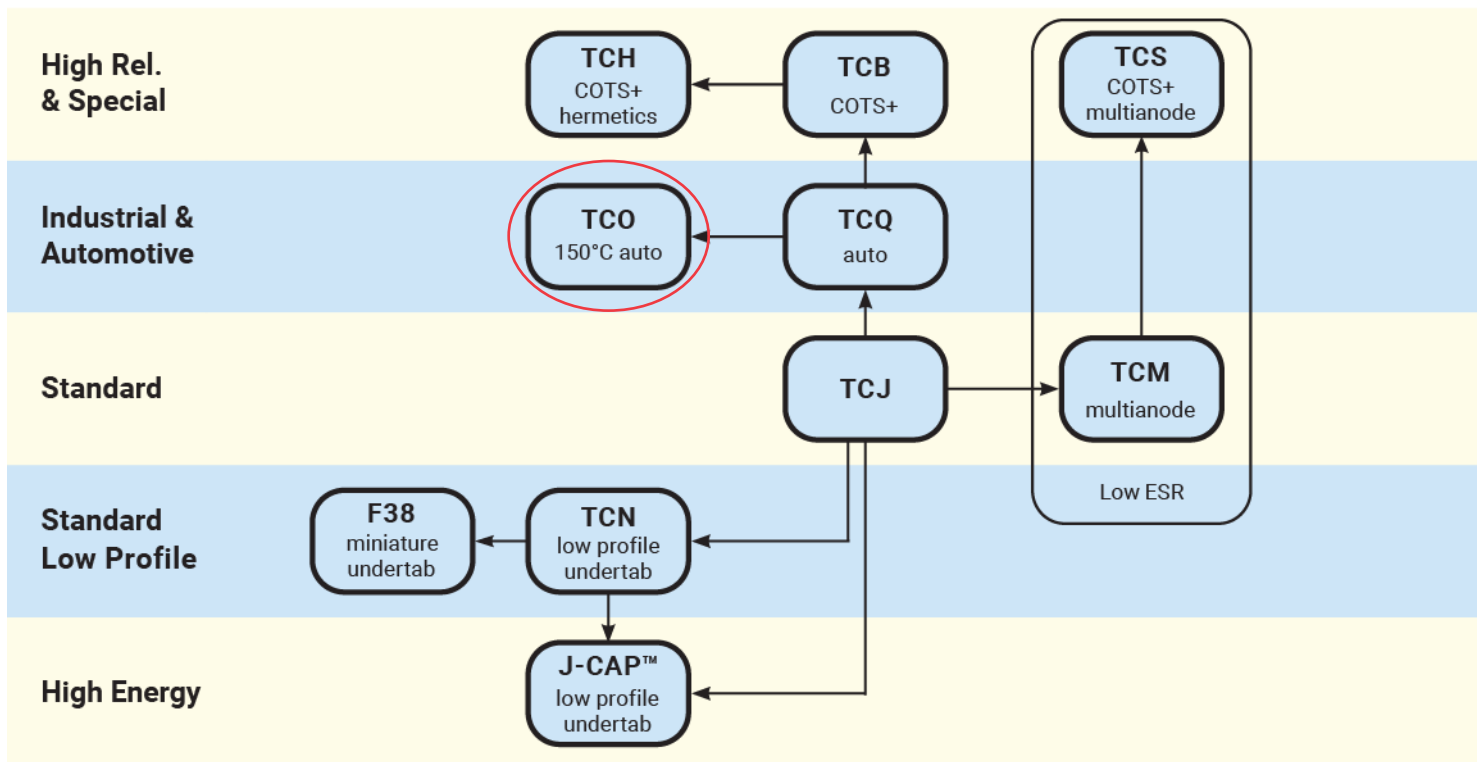 High Rel.
& Special
TCH
COTS+
hermetics
TCB
COTS+
TCS
COTS+
multianode
Industrial &
Automotive
TCO
150°C auto
TCQ
auto
Standard
TCJ
TCM
multianode
Low ESR
Standard
Low Profile
F38
miniature
undertab
TCN
low profile
undertab
High Energy
J-CAP™
low profile
undertab